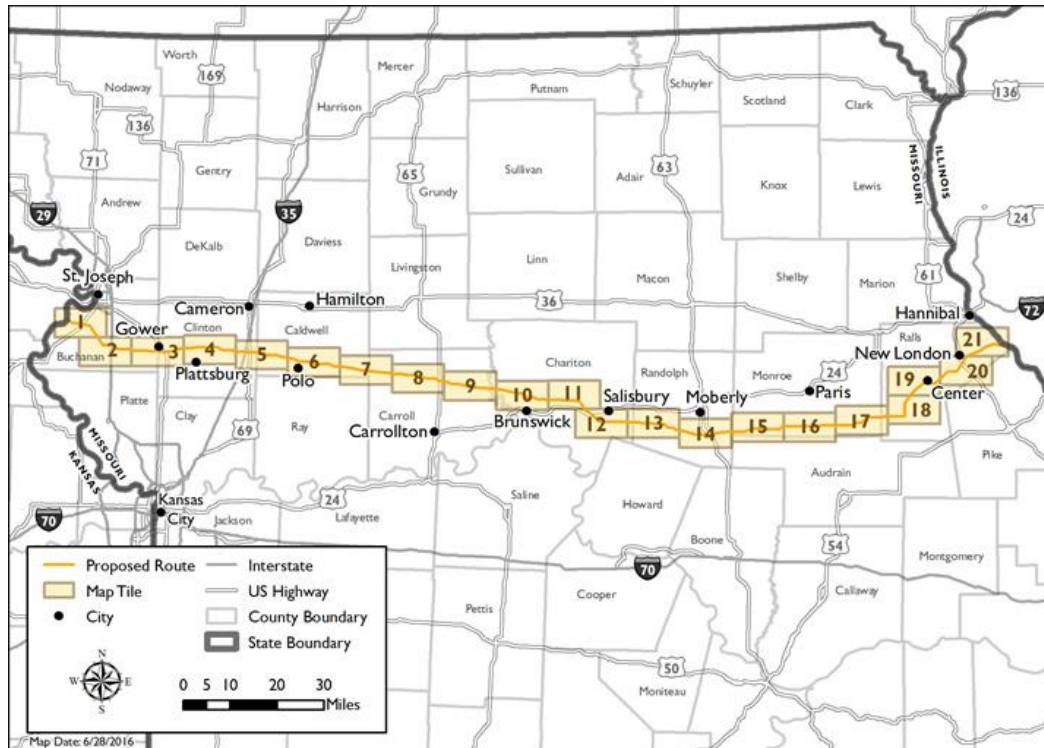 Worth
169
Mercer
Nodaway
Harrison
Putnam
Schuyler
Scotland
Clark
136
136
71
Gentry
65
Grundy
Sullivan
Adair
63
Knox
Lewis
MISSOURI
ILLINOIS
29
Andrew
35
DeKalb
Daviess
24
St. Joseph
Livingston
Linn
Macon
Shelby
Marion
61
Cameron
Hamilton
36
Hannibal
72
1
Gower
Clinton
Caldwell
Ralls
21
Buchanan
2
3
4
5
6
7
8
9
10
11
Chariton
Randolph
Monroe
24
New London
20
Plattsburg
Polo
Paris
19
Center
Platte
Clay
Ray
Carroll
Salisbury
Moberly
18
69
Carrollton
Brunswick
12
13
14
15
16
17
Pike
MISSOURI
KANSAS
Audrain
Kansas
City
24
Saline
Howard
70
Jackson
Lafayette
Boone
54
Montgomery
70
Callaway
Cooper
Pettis
50
Moniteau
Proposed Route
Interstate
Map Tile
US Highway
City
County Boundary
State Boundary
N
W E
S
0 5 10 20 30
Miles
Map Date: 6/28/2016